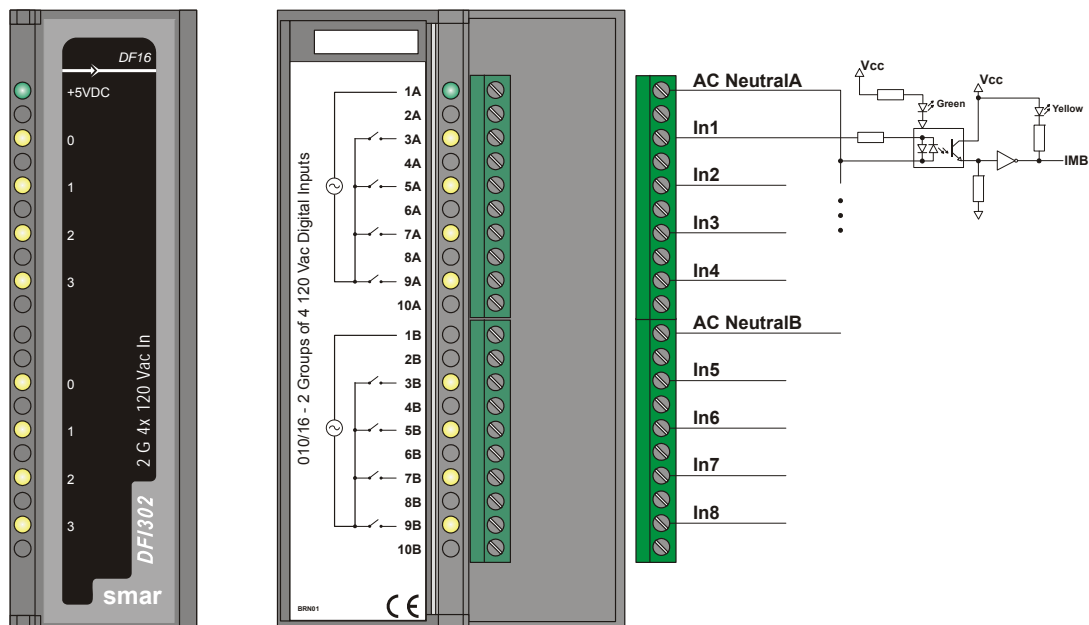 DF16
+5VDC
0
1
2
3
0
1
2
3
2 G 4x 120 Vac In
DFI302
smar
010/16 - 2 Groups of 4 120 Vac Digital Inputs
1A
2A
3A
4A
5A
6A
7A
8A
9A
10A
1B
2B
3B
4B
5B
6B
7B
8B
9B
10B
BRN01
CE
AC NeutralA
In1
In2
In3
In4
AC NeutralB
In5
In6
In7
In8
Vcc
Green
Vcc
Yellow
IMB